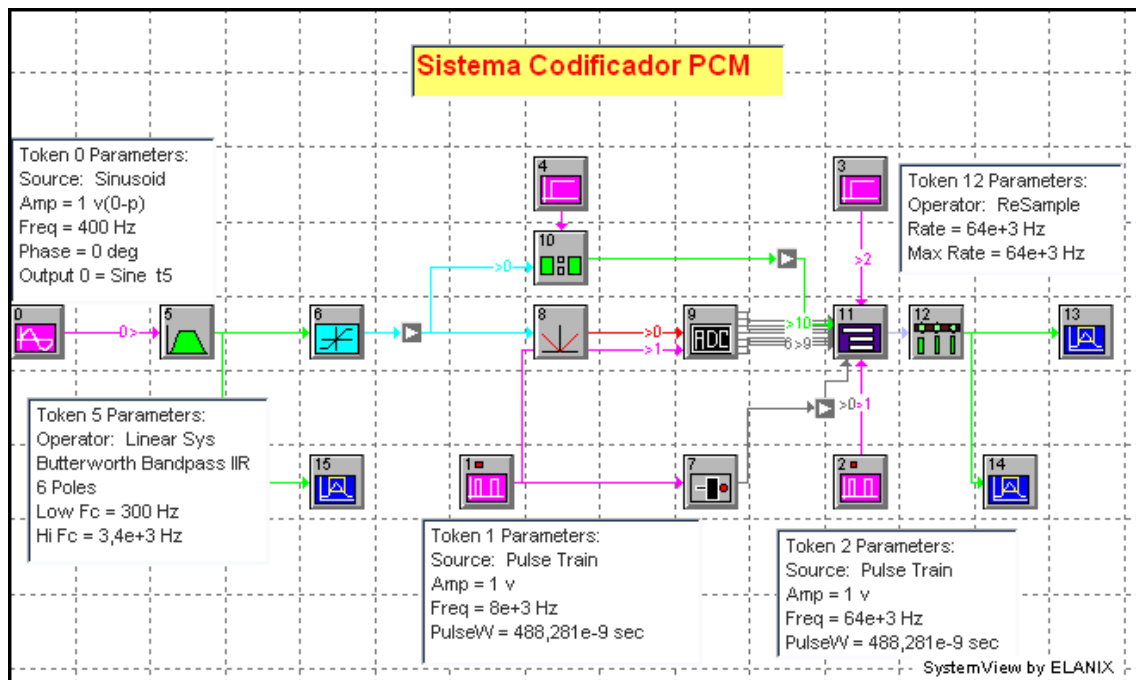 Sistema Codificador PCM
Token 0 Parameters:
Source: Sinusoid
Amp = 1 v(0-p)
Freq = 400 Hz
Phase = 0 deg
Output 0 = Sine t5
4
3
Token 12 Parameters:
Operator: ReSample
Rate = 64e+3 Hz
Max Rate = 64e+3 Hz
10
>0
>2
0
0>
5
6
8
>0
>1
9
ADC
>10
6>9
11
12
13
Token 5 Parameters:
Operator: Linear Sys
Butterworth Bandpass IIR
6 Poles
Low Fc = 300 Hz
Hi Fc = 3,4e+3 Hz
>0
>1
15
1
7
2
14
Token 1 Parameters:
Source: Pulse Train
Amp = 1 v
Freq = 8e+3 Hz
PulseW = 488,281e-9 sec
Token 2 Parameters:
Source: Pulse Train
Amp = 1 v
Freq = 64e+3 Hz
PulseW = 488,281e-9 sec
SystemView by ELANIX